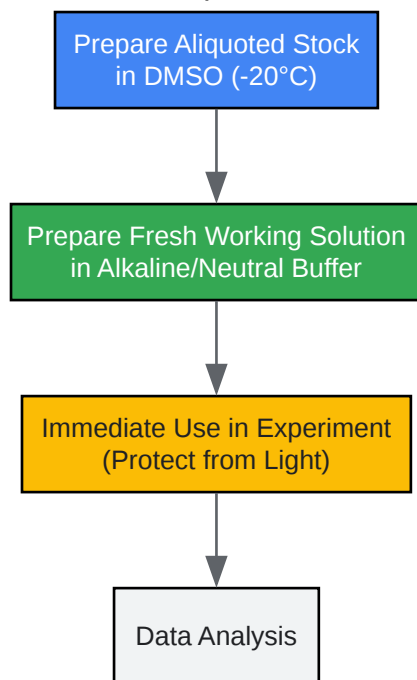 Prepare Aliquoted Stock
in DMSO (-20°C)
Prepare Fresh Working Solution
in Alkaline/Neutral Buffer
Immediate Use in Experiment
(Protect from Light)
Data Analysis